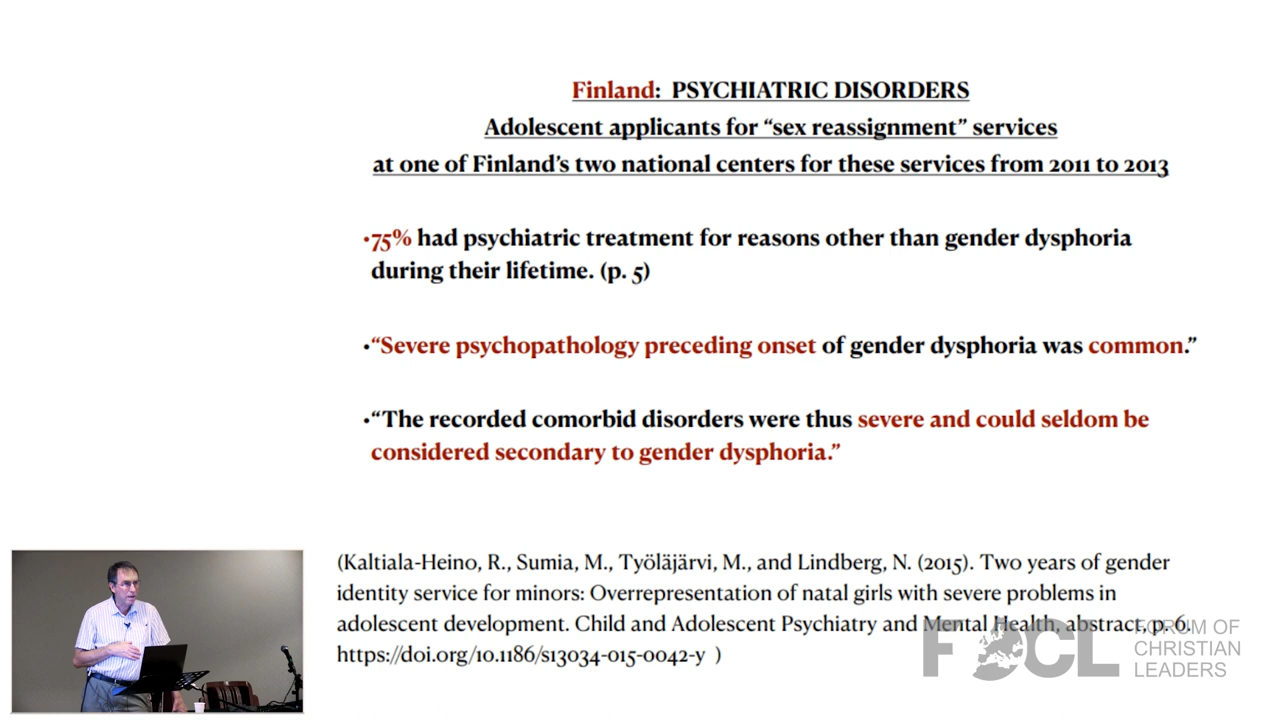 Finland: PSYCHIATRIC DISORDERS
Adolescent applicants for “sex reassignment” services
at one of Finland’s two national centers for these services from 2011 to 2013
•75% had psychiatric treatment for reasons other than gender dysphoria
during their lifetime. (p. 5)
•“Severe psychopathology preceding onset of gender dysphoria was common.”
•“The recorded comorbid disorders were thus severe and could seldom be
considered secondary to gender dysphoria.”
(Kaltiala-Heino, R., Sumia, M., Työläjärvi, M., and Lindberg, N. (2015). Two years of gender
identity service for minors: Overrepresentation of natal girls with severe problems in
adolescent development. Child and Adolescent Psychiatry and Mental Health, abstract, p. 6.
https://doi.org/10.1186/s13034-015-0042-y )
FOCL
FORUM OF
CHRISTIAN
LEADERS